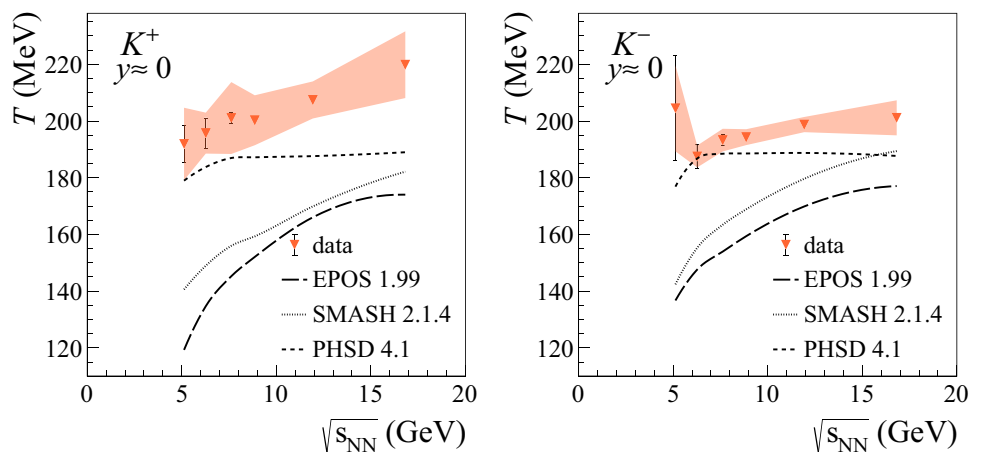 T (MeV)
220
200
180
160
140
120
K⁺
y≈ 0
data
EPOS 1.99
SMASH 2.1.4
PHSD 4.1
0 5 10 15 20
√s_NN (GeV)
T (MeV)
220
200
180
160
140
120
K⁻
y≈ 0
data
EPOS 1.99
SMASH 2.1.4
PHSD 4.1
0 5 10 15 20
√s_NN (GeV)